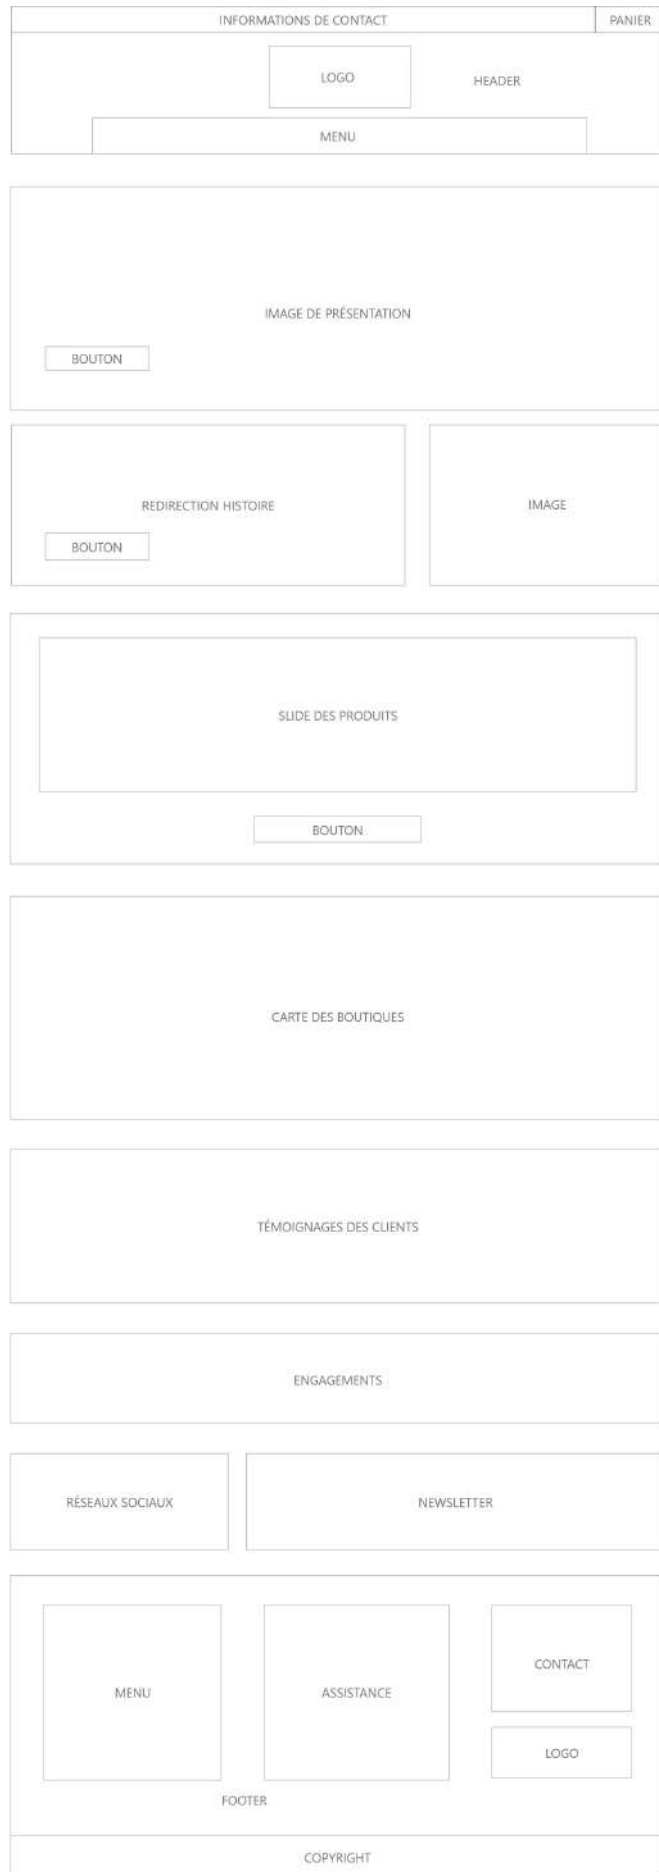 INFORMATIONS DE CONTACT
PANIER
LOGO
HEADER
MENU
IMAGE DE PRÉSENTATION
BOUTON
REDIRECTION HISTOIRE
IMAGE
BOUTON
SLIDE DES PRODUITS
BOUTON
CARTE DES BOUTIQUES
TÉMOIGNAGES DES CLIENTS
ENGAGEMENTS
RÉSEAUX SOCIAUX
NEWSLETTER
MENU
ASSISTANCE
CONTACT
LOGO
FOOTER
COPYRIGHT